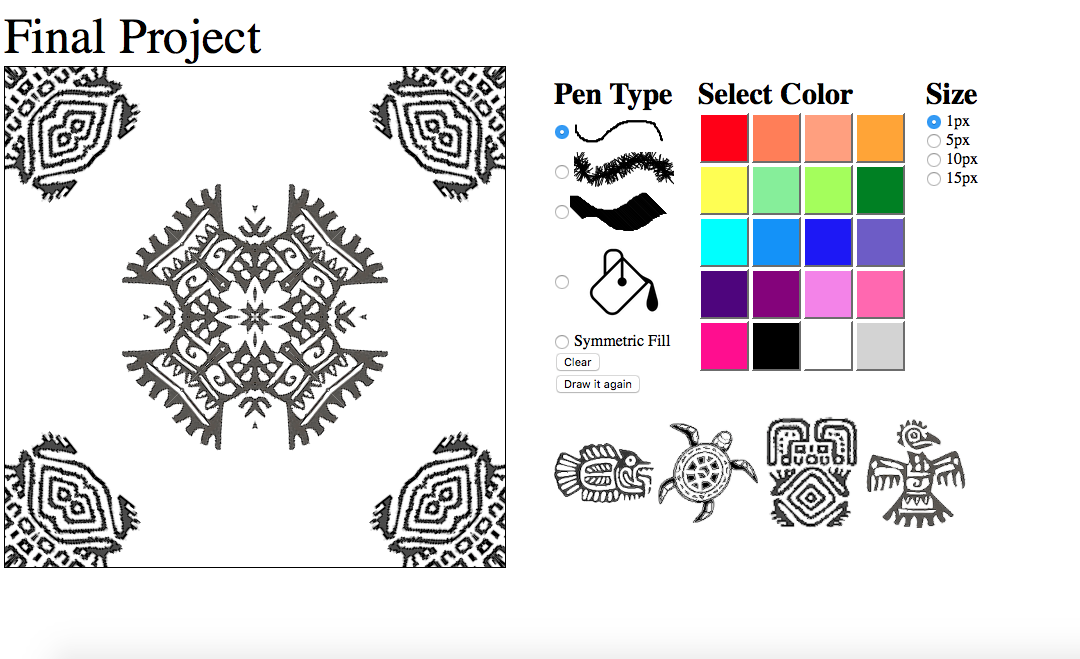 Final Project
Pen Type
Select Color
Size
1px
5px
10px
15px
Symmetric Fill
Clear
Draw it again